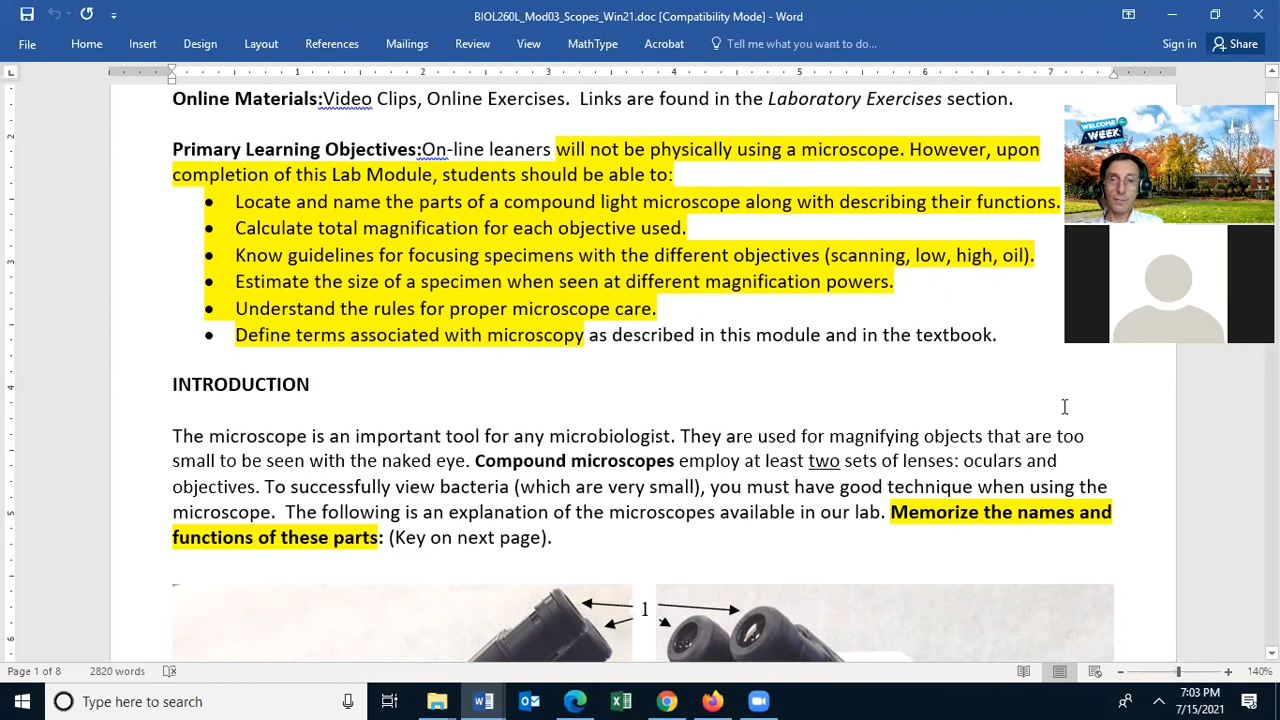 BIOL260L_Mod03_Scopes_Win21.doc [Compatibility Mode] - Word
File Home Insert Design Layout References Mailings Review View MathType Acrobat Tell me what you want to do... Sign in Share
1 2 3 4 5 6 7
Online Materials:Video Clips, Online Exercises. Links are found in the Laboratory Exercises section.
WELCOME
WEEK
Primary Learning Objectives:On-line leaners will not be physically using a microscope. However, upon
completion of this Lab Module, students should be able to:
• Locate and name the parts of a compound light microscope along with describing their functions.
• Calculate total magnification for each objective used.
• Know guidelines for focusing specimens with the different objectives (scanning, low, high, oil).
• Estimate the size of a specimen when seen at different magnification powers.
• Understand the rules for proper microscope care.
• Define terms associated with microscopy as described in this module and in the textbook.
INTRODUCTION
The microscope is an important tool for any microbiologist. They are used for magnifying objects that are too
small to be seen with the naked eye. Compound microscopes employ at least two sets of lenses: oculars and
objectives. To successfully view bacteria (which are very small), you must have good technique when using the
microscope. The following is an explanation of the microscopes available in our lab. Memorize the names and
functions of these parts: (Key on next page).
1
2
3
4
5
6
Page 1 of 8 2820 words 140%
Type here to search
7:03 PM
7/15/2021